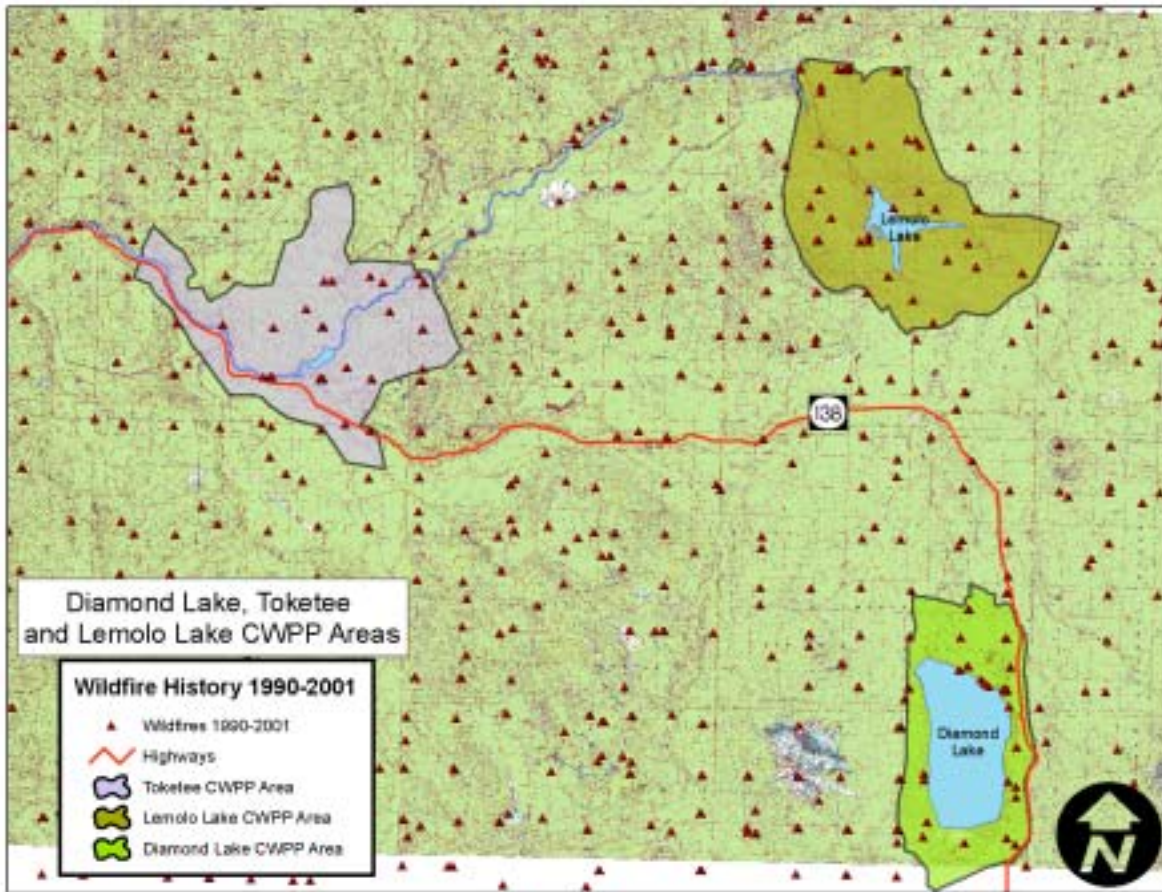 Lemolo
Lake
138
Diamond Lake, Toketee
and Lemolo Lake CWPP Areas
Wildfire History 1990-2001
Wildfires 1990-2001
Highways
Toketee CWPP Area
Lemolo Lake CWPP Area
Diamond Lake CWPP Area
Diamond
Lake
N